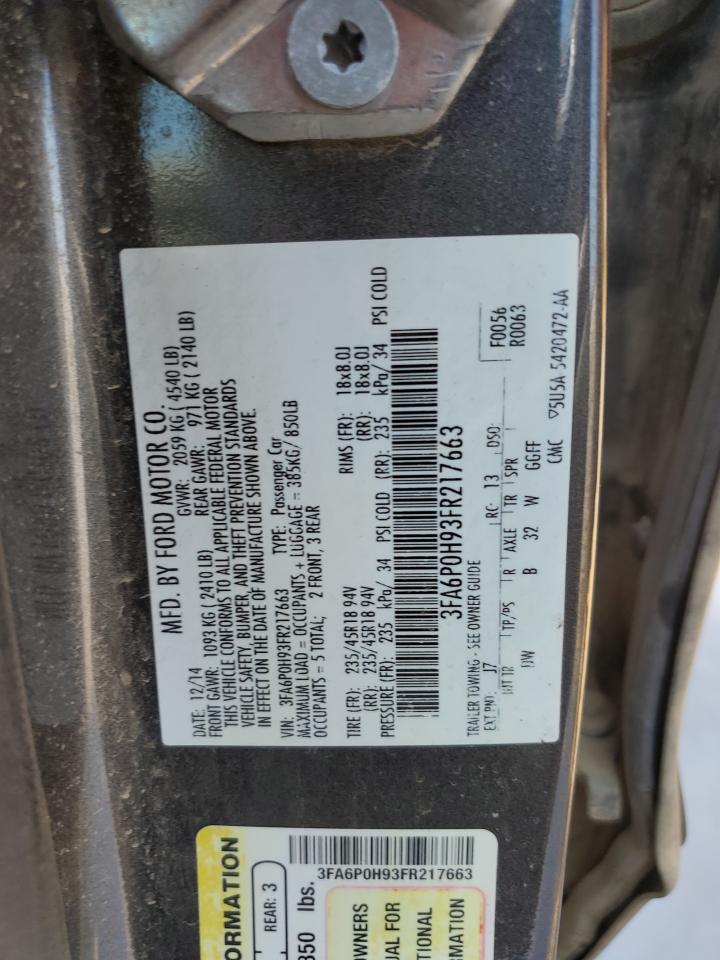 MFD. BY FORD MOTOR CO.
DATE: 12/14 GVWR: 2059 KG ( 4540 LB)
FRONT GAWR: 1093 KG ( 2410 LB) REAR GAWR: 971 KG ( 2140 LB)
THIS VEHICLE CONFORMS TO ALL APPLICABLE FEDERAL MOTOR
VEHICLE SAFETY, BUMPER, AND THEFT PREVENTION STANDARDS
IN EFFECT ON THE DATE OF MANUFACTURE SHOWN ABOVE.
VIN: 3FA6P0H93FR217663 TYPE: Passenger Car
MAXIMUM LOAD = OCCUPANTS + LUGGAGE = 385KG/ 850LB
OCCUPANTS = 5 TOTAL; 2 FRONT, 3 REAR
TIRE (FR): 235/45R18 94V RIMS (FR): 18x8.0J
(RR): 235/45R18 94V (RR): 18x8.0J
PRESSURE (FR): 235 kPa/ 34 PSI COLD (RR): 235 kPa/ 34 PSI COLD
3FA6P0H93FR217663
TRAILER TOWING - SEE OWNER GUIDE F0056
EXT PNT: J7 RC: 13 DSO: R0063
INT TR TP/PS R AXLE TR SPR
B 32 W GGFF
CMC ▽5U5A-5420472-AA
3FA6P0H93FR217663
ORMATION
REAR: 3
350 lbs.
OWNERS
UAL FOR
TIONAL
RMATION